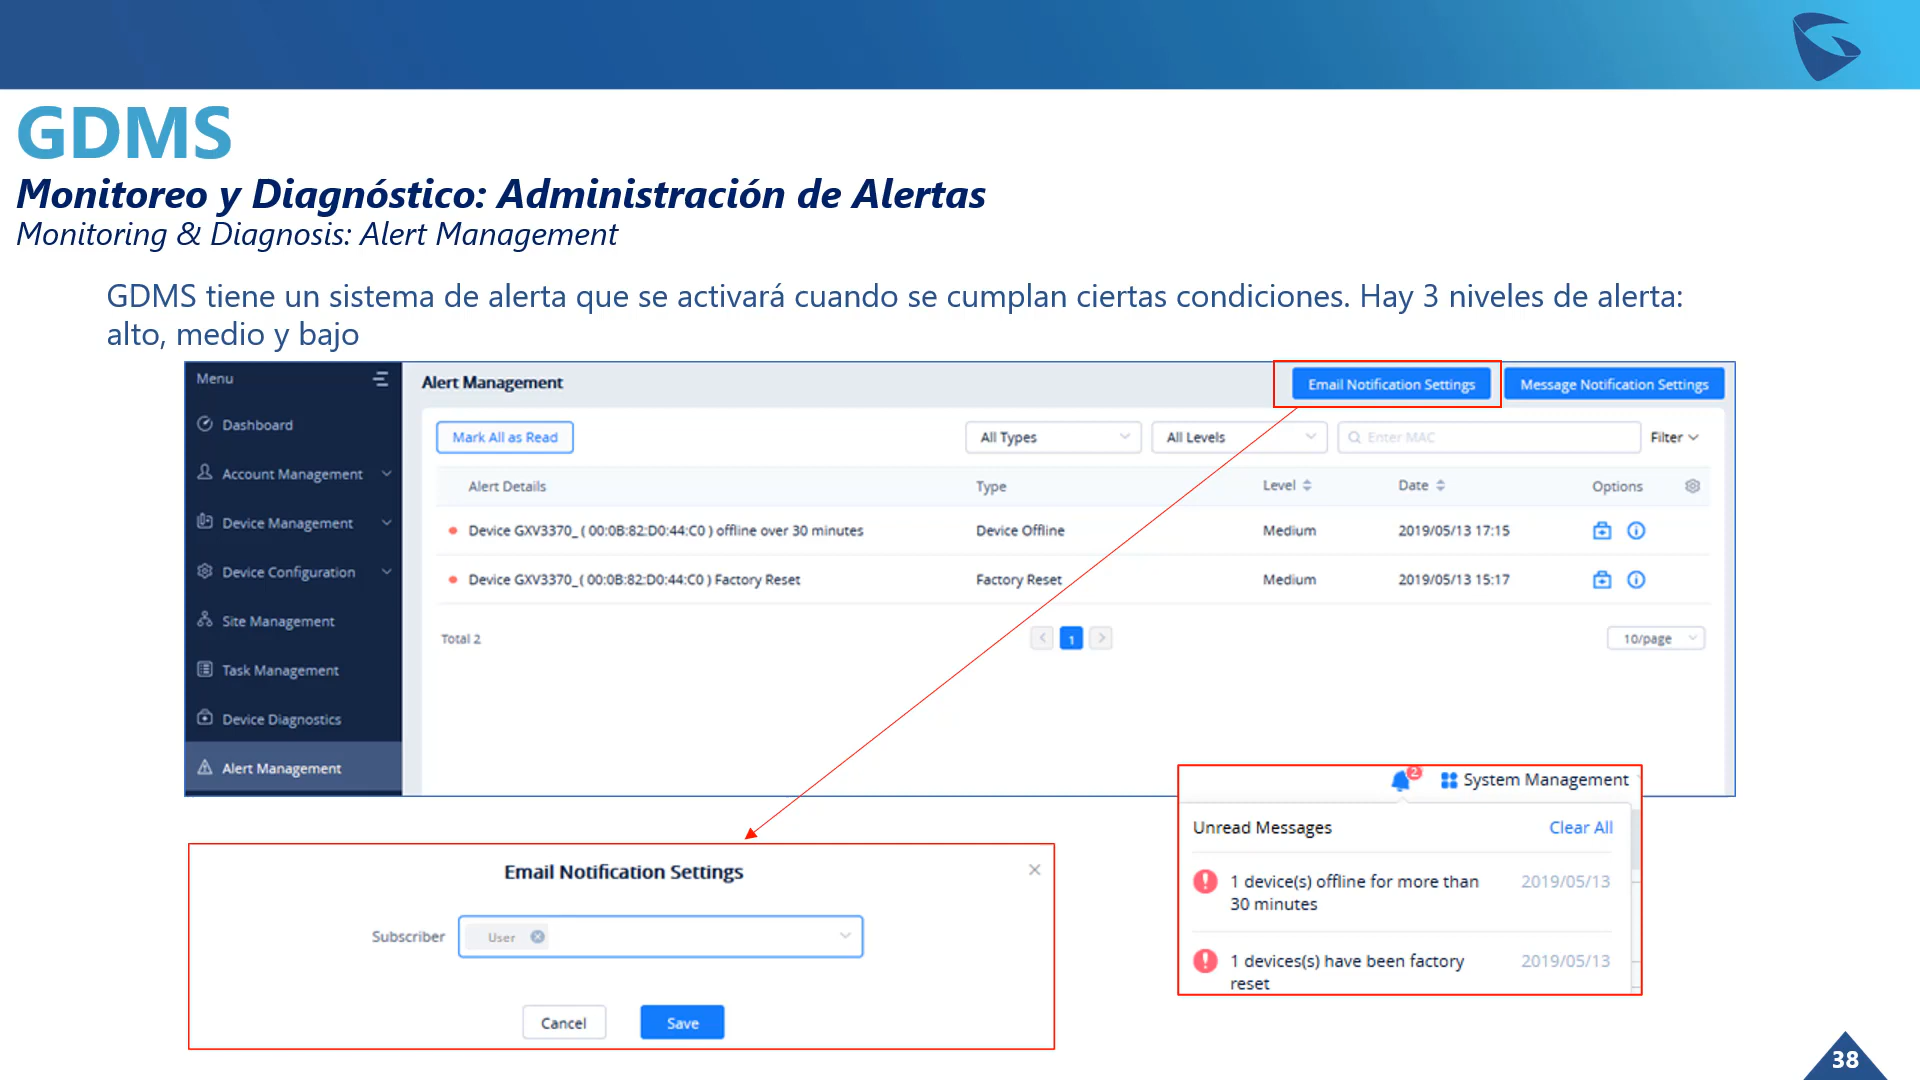 GDMS
Monitoreo y Diagnóstico: Administración de Alertas
Monitoring & Diagnosis: Alert Management
GDMS tiene un sistema de alerta que se activará cuando se cumplan ciertas condiciones. Hay 3 niveles de alerta:
alto, medio y bajo
Menu
Dashboard
Account Management
Device Management
Device Configuration
Site Management
Task Management
Device Diagnostics
Alert Management
Alert Management
Email Notification Settings
Message Notification Settings
Mark All as Read
All Types
All Levels
Enter MAC
Filter
Alert Details Type Level Date Options
Device GXV3370_( 00:0B:82:D0:44:C0 ) offline over 30 minutes Device Offline Medium 2019/05/13 17:15
Device GXV3370_( 00:0B:82:D0:44:C0 ) Factory Reset Factory Reset Medium 2019/05/13 15:17
Total 2
1
10/page
Email Notification Settings
Subscriber User
Cancel Save
2 System Management
Unread Messages Clear All
1 device(s) offline for more than 2019/05/13
30 minutes
1 devices(s) have been factory 2019/05/13
reset
38